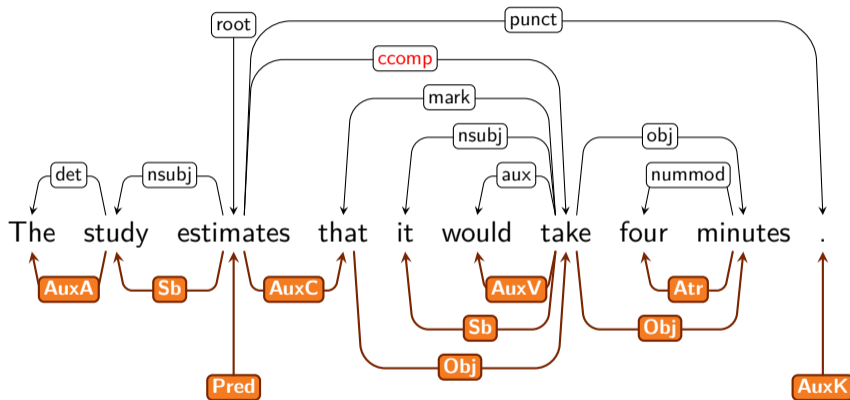 punct
root
ccomp
mark
nsubj obj
det nsubj aux nummod
The study estimates that it would take four minutes .
AuxA Sb AuxC AuxV Atr
Sb Obj
Obj
Pred AuxK